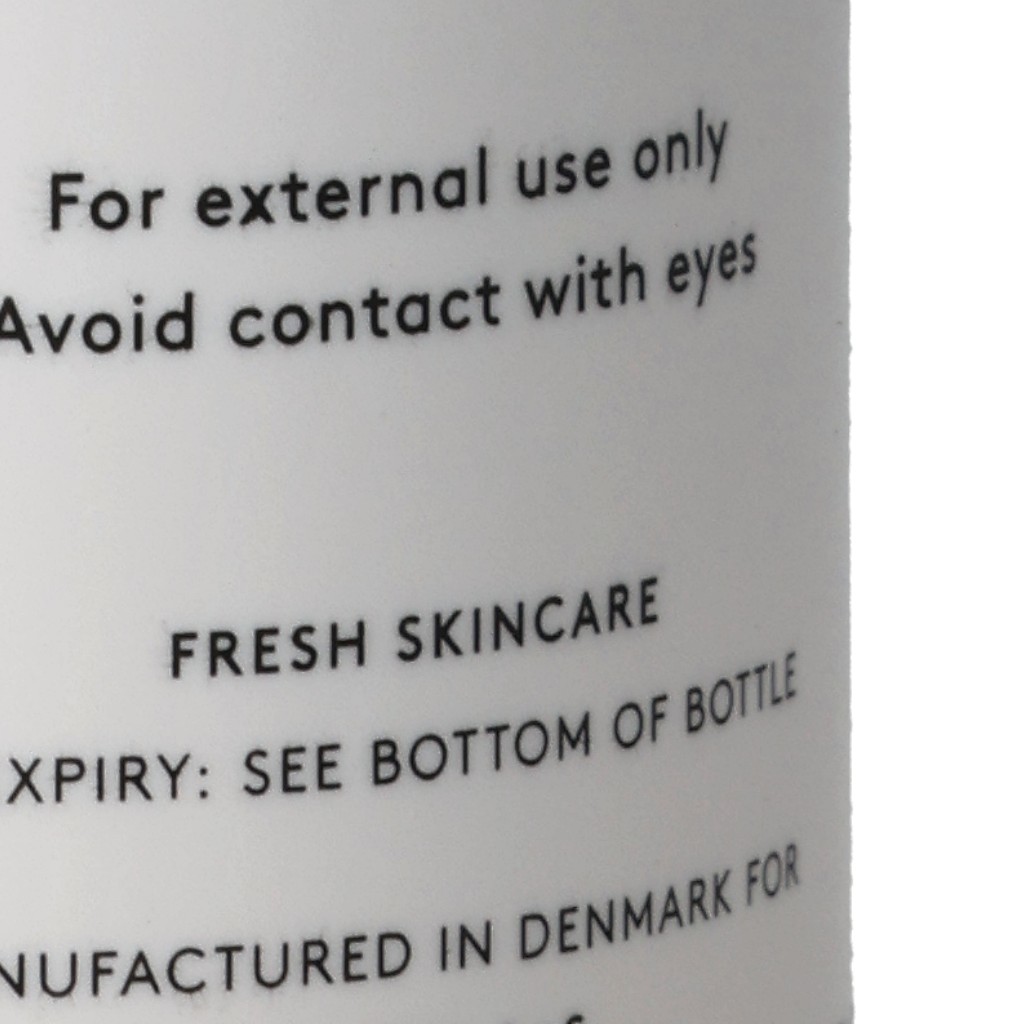 For external use only
Avoid contact with eyes
FRESH SKINCARE
XPIRY: SEE BOTTOM OF BOTTLE
NUFACTURED IN DENMARK FOR